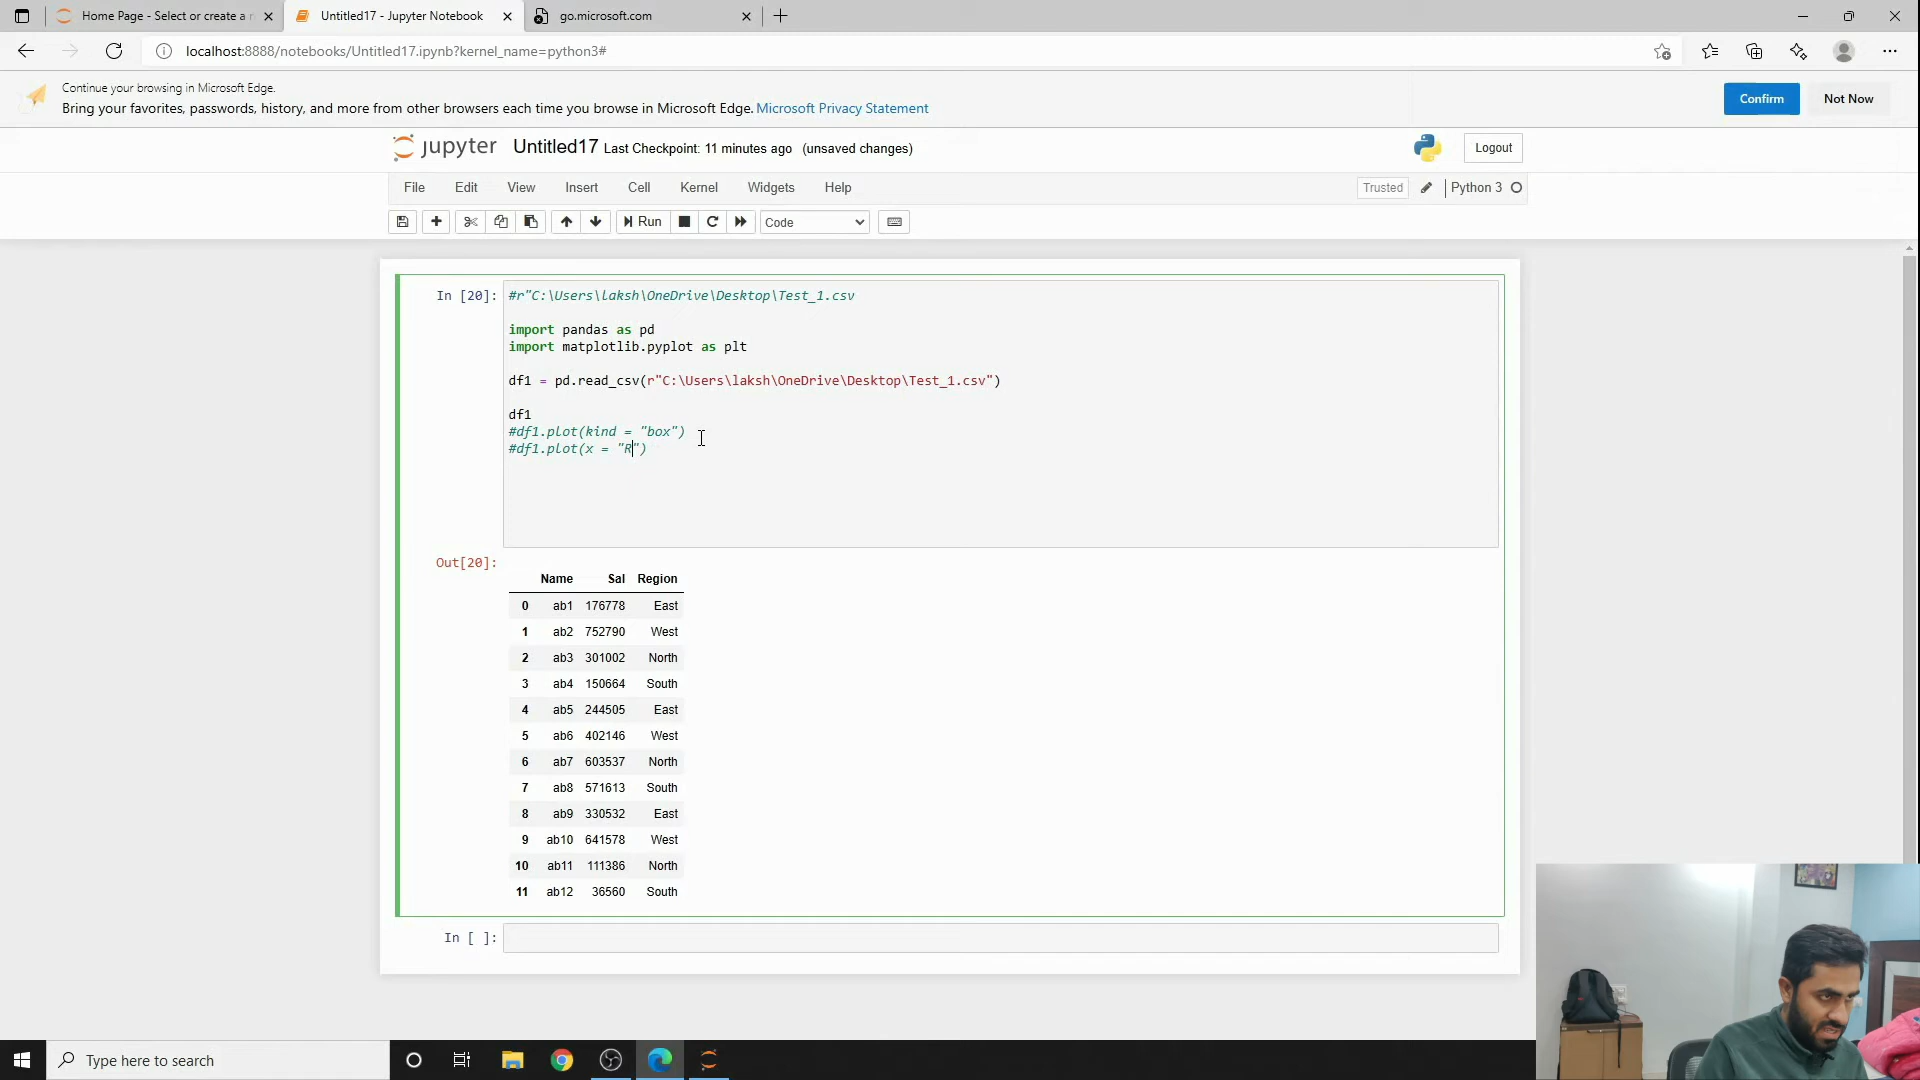 Home Page - Select or create a n
Untitled17 - Jupyter Notebook
go.microsoft.com
localhost:8888/notebooks/Untitled17.ipynb?kernel_name=python3#
Continue your browsing in Microsoft Edge.
Bring your favorites, passwords, history, and more from other browsers each time you browse in Microsoft Edge. Microsoft Privacy Statement
Confirm
Not Now
jupyter
Untitled17 Last Checkpoint: 11 minutes ago (unsaved changes)
Logout
File Edit View Insert Cell Kernel Widgets Help
Trusted
Python 3
Run
Code
In [20]:
#r"C:\Users\laksh\OneDrive\Desktop\Test_1.csv
import pandas as pd
import matplotlib.pyplot as plt
df1 = pd.read_csv(r"C:\Users\laksh\OneDrive\Desktop\Test_1.csv")
df1
#df1.plot(kind = "box")
#df1.plot(x = "R")
Out[20]:
Name Sal Region
0 ab1 176778 East
1 ab2 752790 West
2 ab3 301002 North
3 ab4 150664 South
4 ab5 244505 East
5 ab6 402146 West
6 ab7 603537 North
7 ab8 571613 South
8 ab9 330532 East
9 ab10 641578 West
10 ab11 111386 North
11 ab12 36560 South
In [ ]:
Type here to search